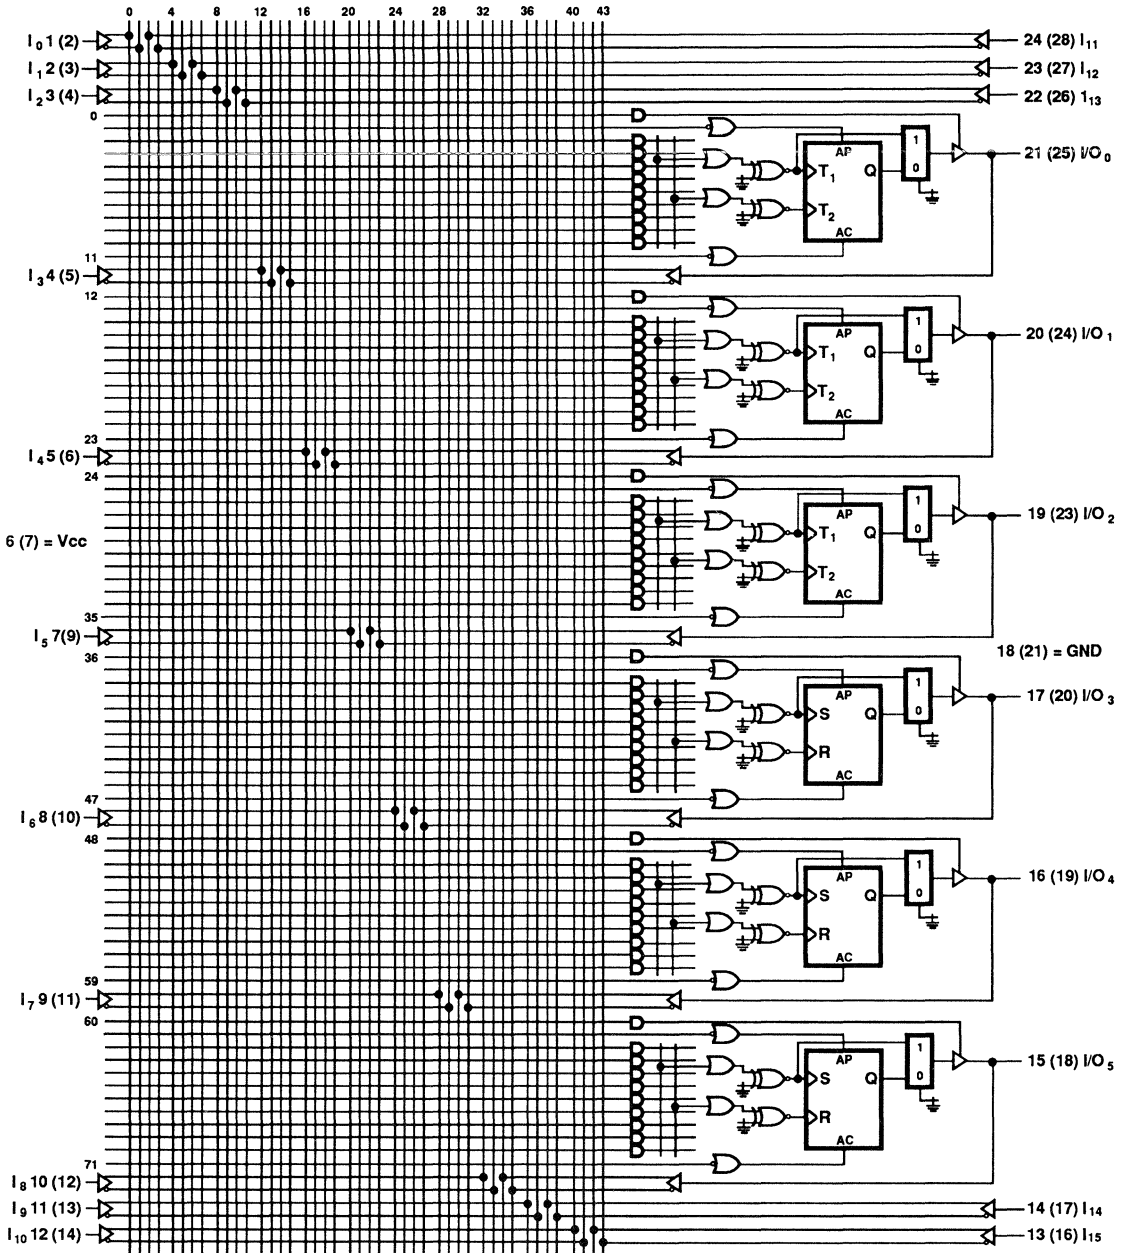 0 4 8 12 16 20 24 28 32 36 40 43
I0 1 (2)
24 (28) I11
I1 2 (3)
23 (27) I12
I2 3 (4)
22 (26) 113
0
AP
1
0
T1
Q
T2
AC
21 (25) I/O0
11
I3 4 (5)
12
AP
1
0
T1
Q
T2
AC
20 (24) I/O1
23
I4 5 (6)
24
AP
1
0
T1
Q
T2
AC
19 (23) I/O2
6 (7) = Vcc
35
I5 7(9)
18 (21) = GND
36
AP
1
0
S
Q
R
AC
17 (20) I/O3
47
I6 8 (10)
48
AP
1
0
S
Q
R
AC
16 (19) I/O4
59
I7 9 (11)
60
AP
1
0
S
Q
R
AC
15 (18) I/O5
71
I8 10 (12)
I9 11 (13)
14 (17) I14
I10 12 (14)
13 (16) I15